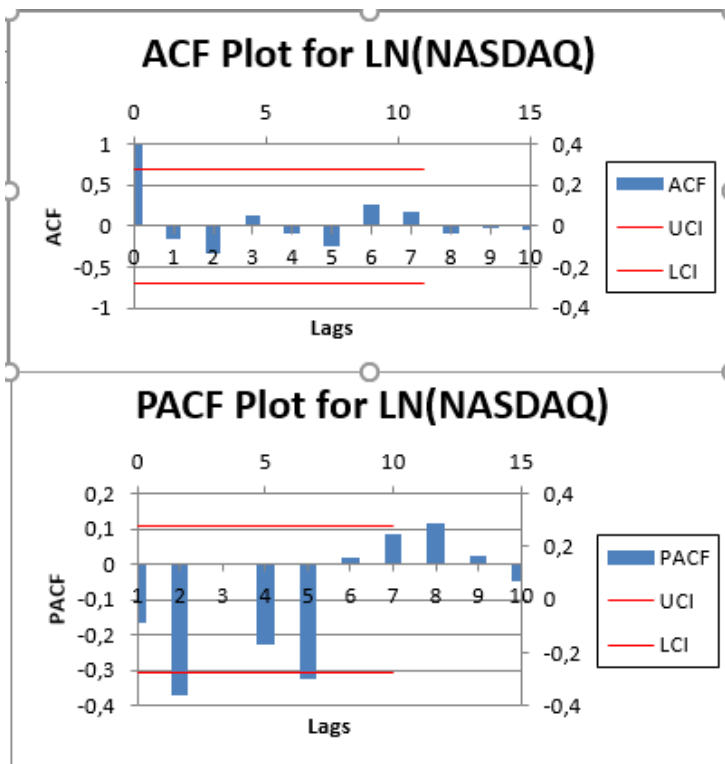 ACF Plot for LN(NASDAQ)
0 5 10 15
1 0,4
0,5 0,2
0 0
-0,5 -0,2
-1 -0,4
0 1 2 3 4 5 6 7 8 9 10
ACF
Lags
ACF
UCI
LCI
PACF Plot for LN(NASDAQ)
0 5 10 15
0,2 0,4
0,1
0 0,2
-0,1 0
-0,2
-0,3 -0,2
-0,4 -0,4
1 2 3 4 5 6 7 8 9 10
PACF
Lags
PACF
UCI
LCI